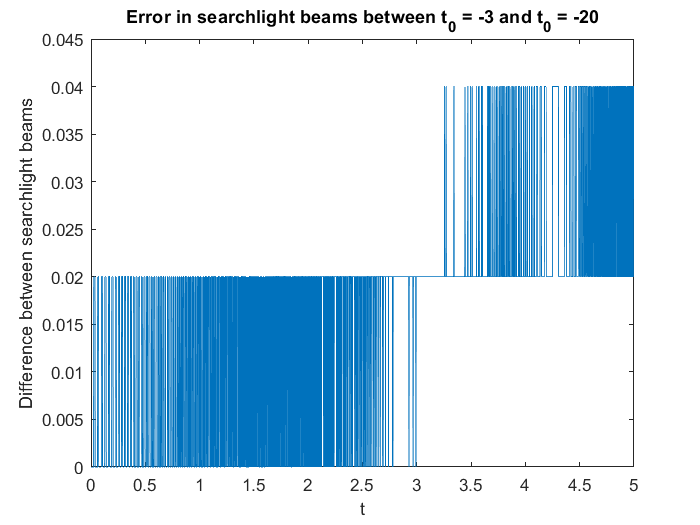 Error in searchlight beams between t0 = -3 and t0 = -20
Difference between searchlight beams
0.045
0.04
0.035
0.03
0.025
0.02
0.015
0.01
0.005
0
0 0.5 1 1.5 2 2.5 3 3.5 4 4.5 5
t